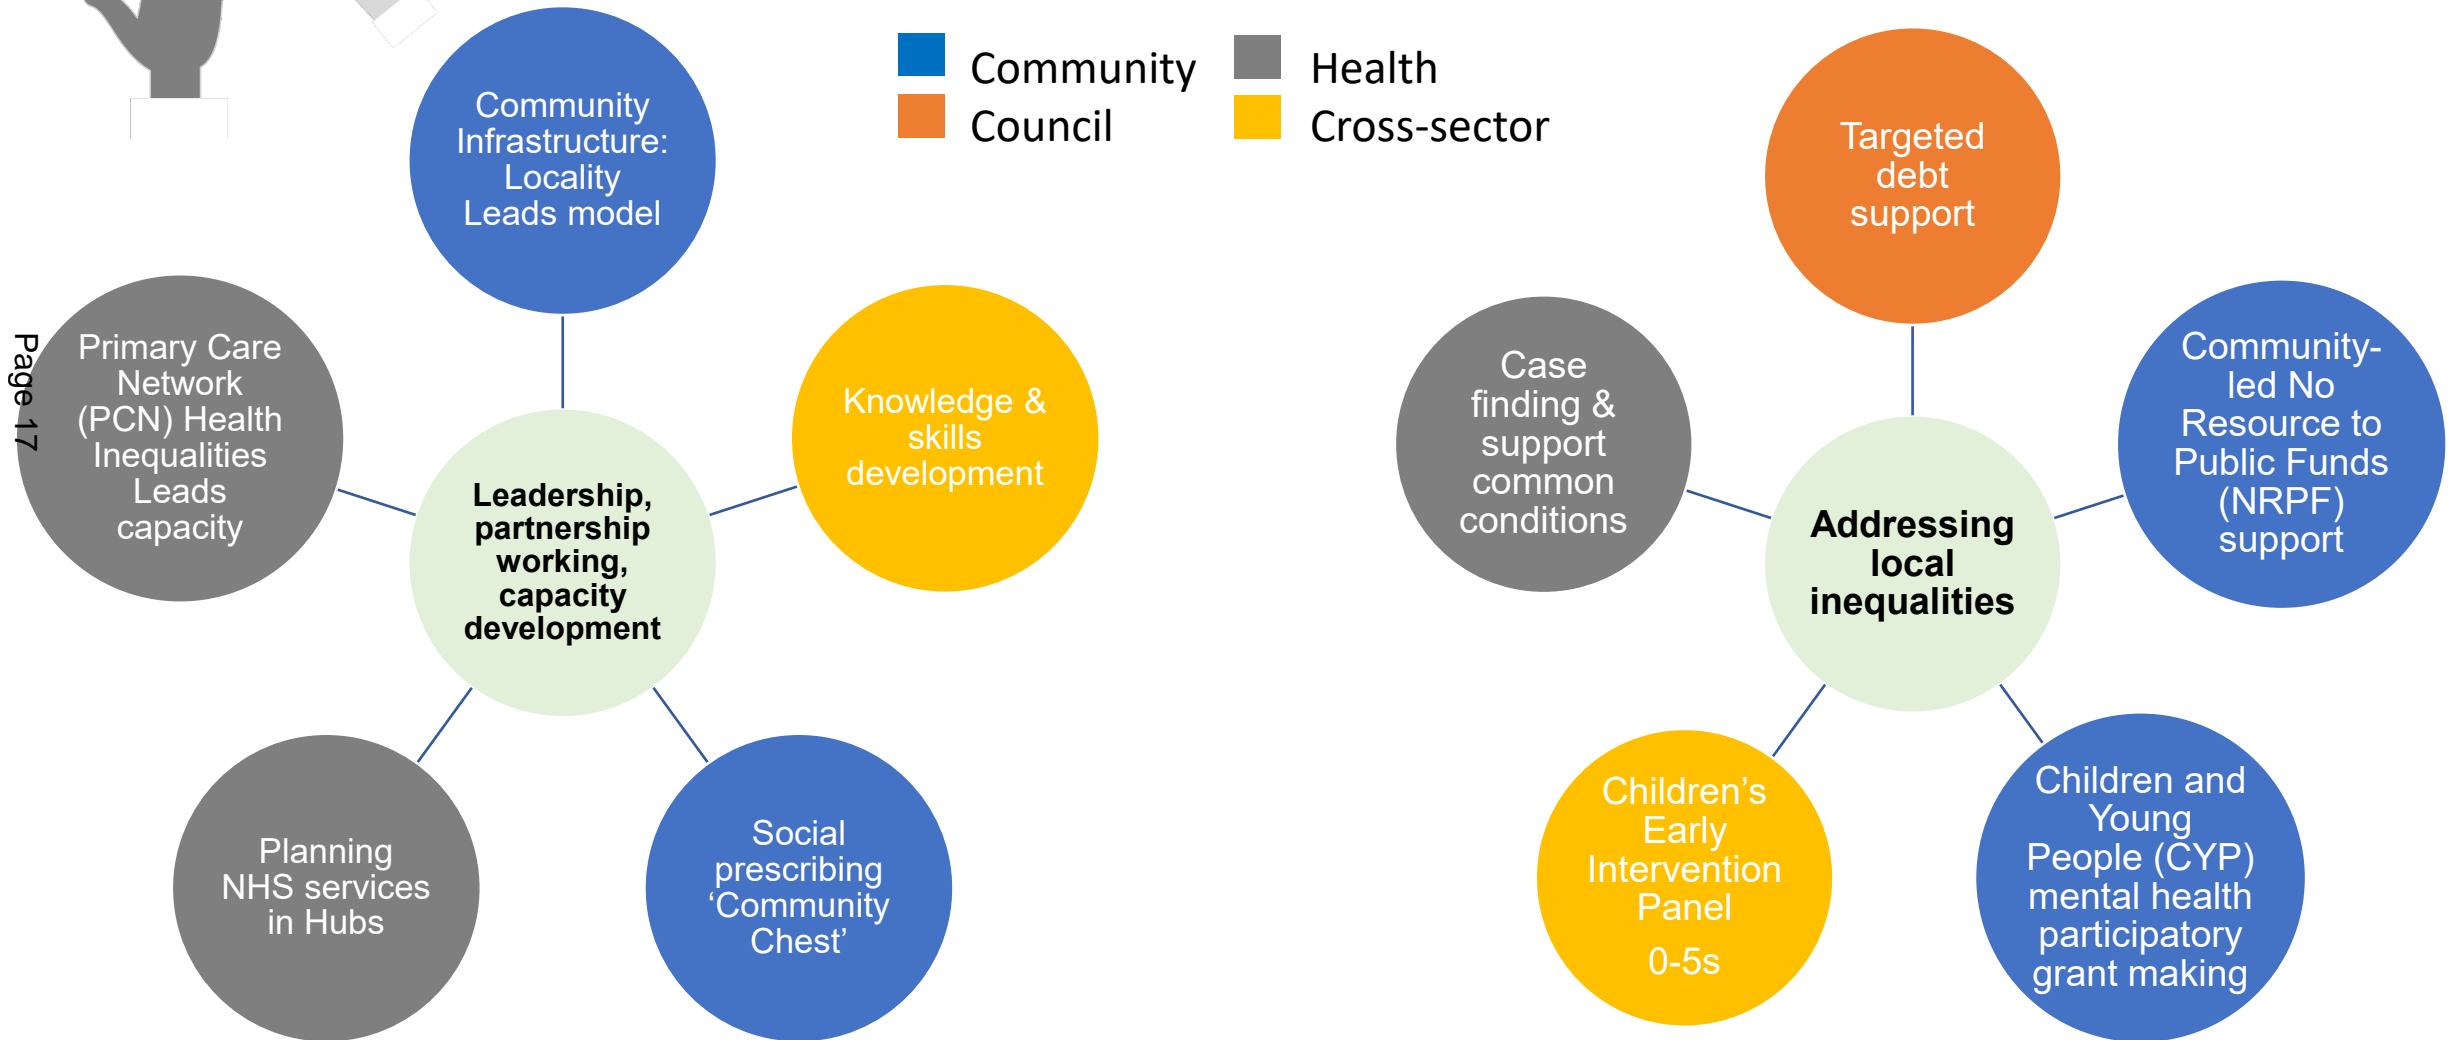 Community
Health
Council
Cross-sector
Community
Infrastructure:
Locality
Leads model
Knowledge &
skills
development
Social
prescribing
‘Community
Chest’
Planning
NHS services
in Hubs
Primary Care
Network
(PCN) Health
Inequalities
Leads
capacity
Leadership,
partnership
working,
capacity
development
Targeted
debt
support
Community-
led No
Resource to
Public Funds
(NRPF)
support
Children and
Young
People (CYP)
mental health
participatory
grant making
Children’s
Early
Intervention
Panel
0-5s
Case
finding &
support
common
conditions
Addressing
local
inequalities
Page 17